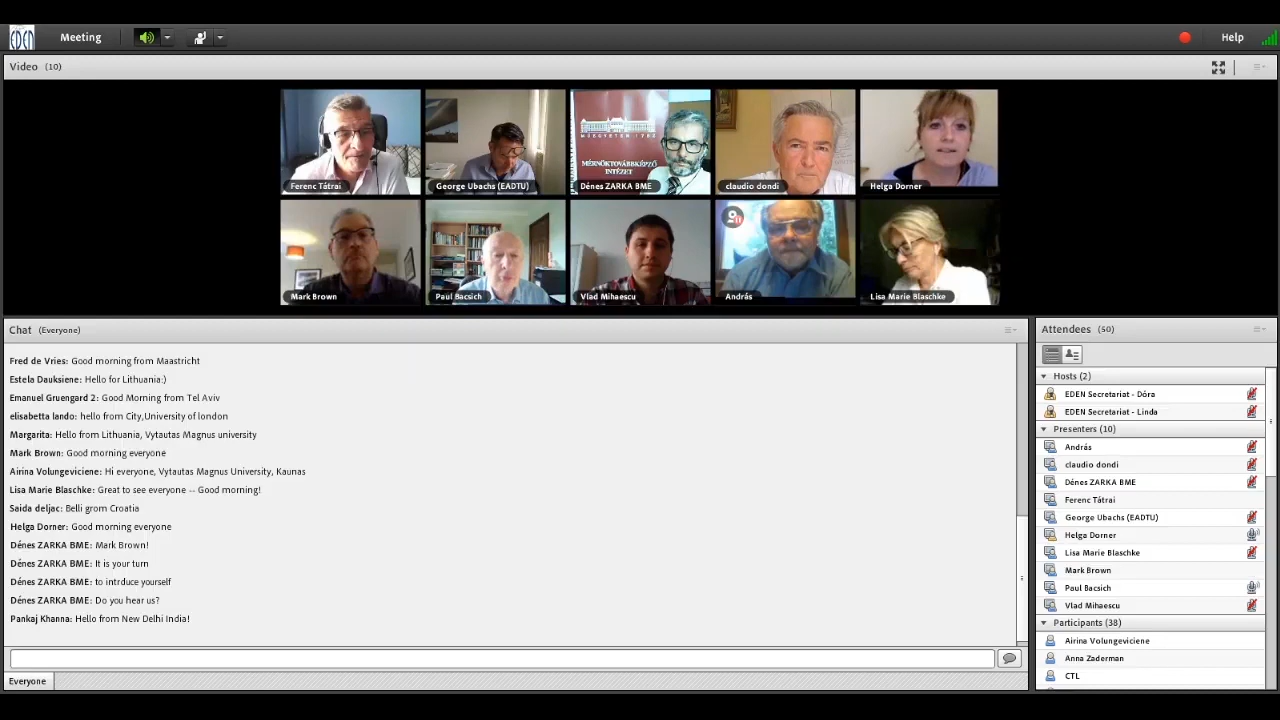 EDEN
Meeting
Help
Video (10)
MŰEGYETEM 1782
MÉRNÖKTOVÁBBKÉPZŐ
INTÉZET
Ferenc Tátrai
George Ubachs (EADTU)
Dénes ZARKA BME
claudio dondi
Helga Dorner
Mark Brown
Paul Bacsich
Vlad Mihaescu
András
Lisa Marie Blaschke
Chat (Everyone)
Fred de Vries: Good morning from Maastricht
Estela Dauksiene: Hello for Lithuania:)
Emanuel Gruengard 2: Good Morning from Tel Aviv
elisabetta lando: hello from City,University of london
Margarita: Hello from Lithuania, Vytautas Magnus university
Mark Brown: Good morning everyone
Airina Volungeviciene: Hi everyone, Vytautas Magnus University, Kaunas
Lisa Marie Blaschke: Great to see everyone -- Good morning!
Saida deljac: Belli grom Croatia
Helga Dorner: Good morning everyone
Dénes ZARKA BME: Mark Brown!
Dénes ZARKA BME: It is your turn
Dénes ZARKA BME: to intrduce yourself
Dénes ZARKA BME: Do you hear us?
Pankaj Khanna: Hello from New Delhi India!
Everyone
Attendees (50)
Hosts (2)
EDEN Secretariat - Dóra
EDEN Secretariat - Linda
Presenters (10)
András
claudio dondi
Dénes ZARKA BME
Ferenc Tátrai
George Ubachs (EADTU)
Helga Dorner
Lisa Marie Blaschke
Mark Brown
Paul Bacsich
Vlad Mihaescu
Participants (38)
Airina Volungeviciene
Anna Zaderman
CTL